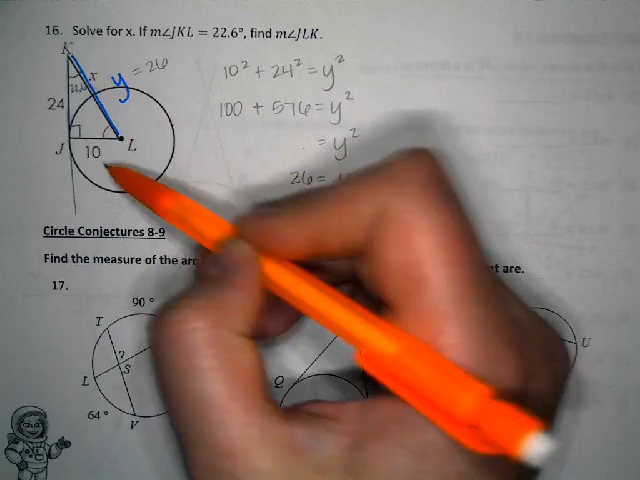 16. Solve for x. If m∠JKL = 22.6°, find m∠JLK.
K
x
y = 26
10² + 24² = y²
24
100 + 576 = y²
J
10
L
= y²
26 =
Circle Conjectures 8-9
Find the measure of the arc
t are.
17.
90°
T
?
S
L
64°
V
Q
U